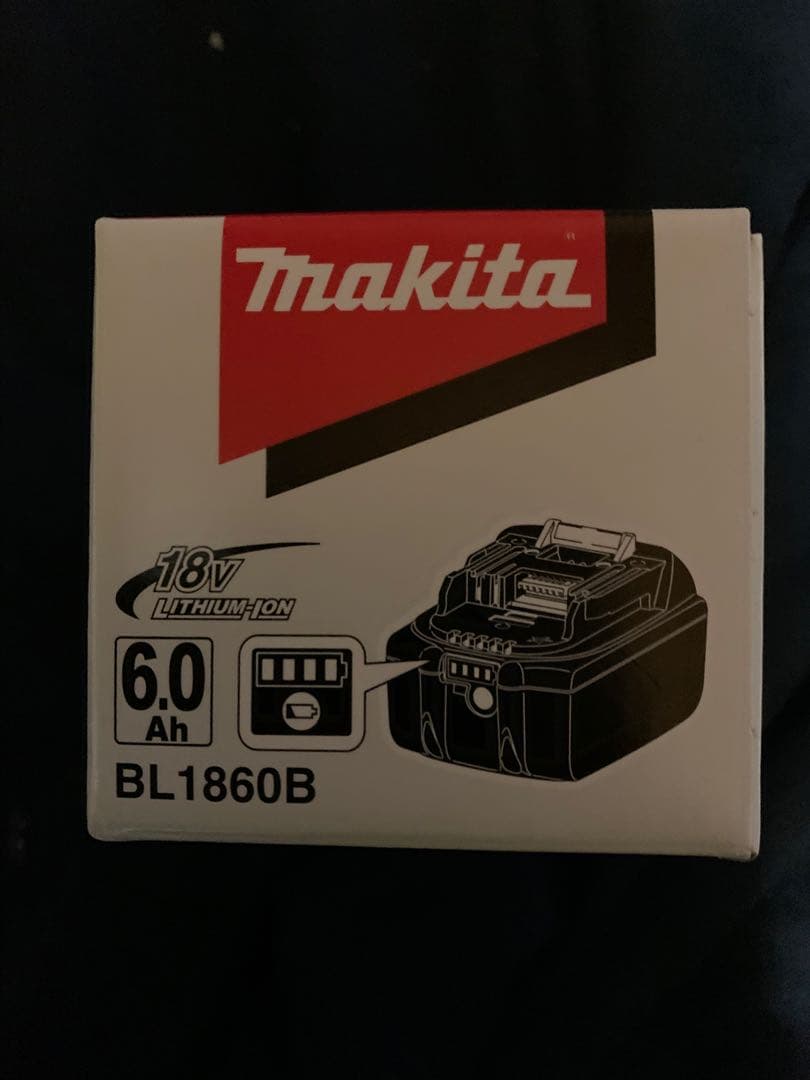 makita
18V
LITHIUM-ION
6.0
Ah
BL1860B